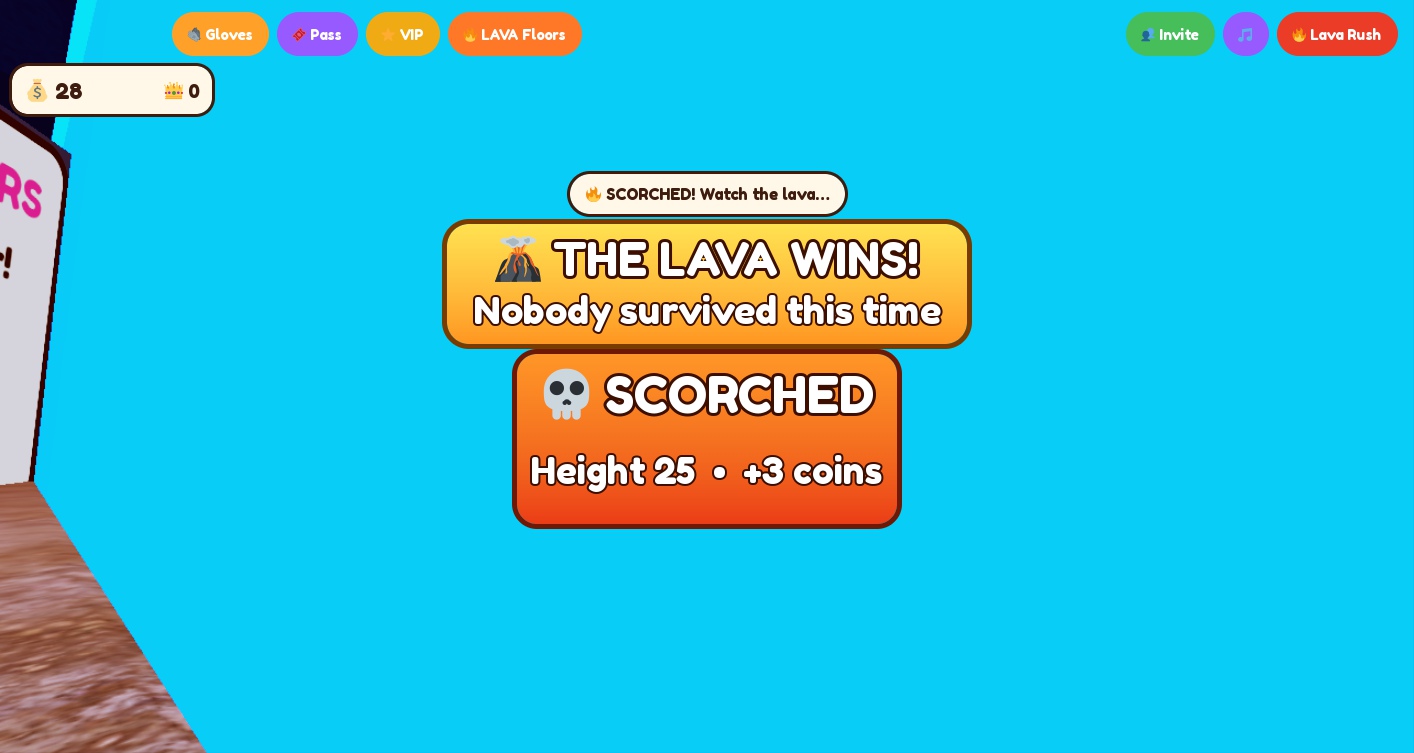 Gloves
Pass
VIP
LAVA Floors
Invite
Lava Rush
28
0
RS
!
SCORCHED! Watch the lava...
THE LAVA WINS!
Nobody survived this time
SCORCHED
Height 25 • +3 coins